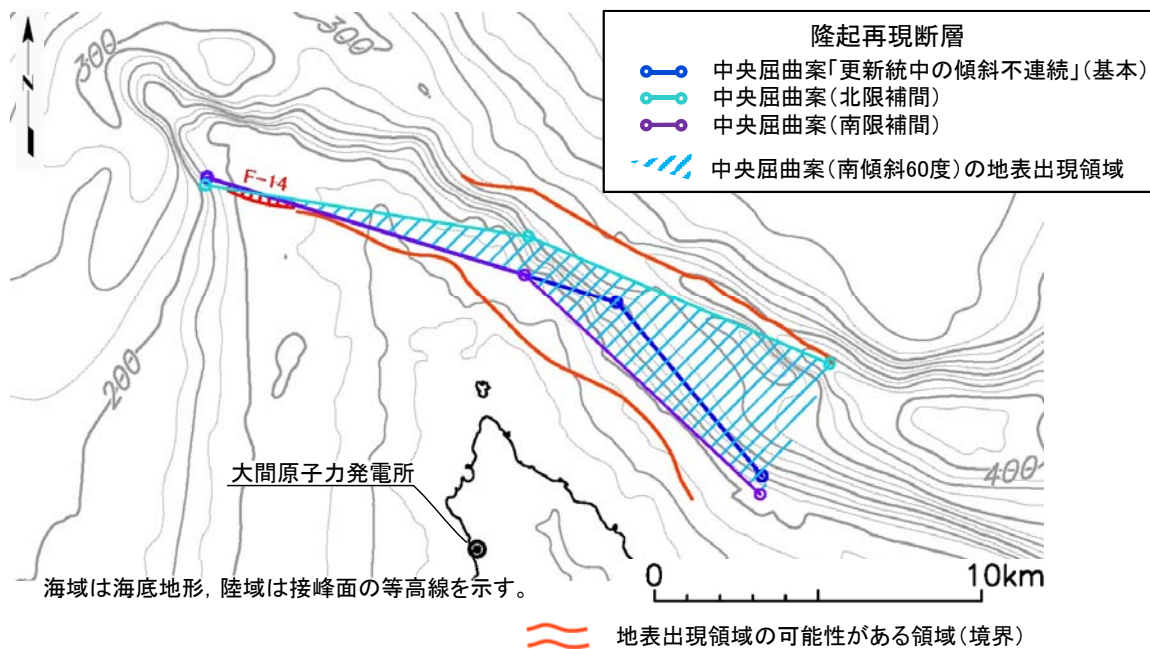 N
300
300
隆起再現断層
中央屈曲案「更新統中の傾斜不連続」（基本）
中央屈曲案（北限補間）
中央屈曲案（南限補間）
中央屈曲案（南傾斜60度）の地表出現領域
F-14
200
大間原子力発電所
400
海域は海底地形，陸域は接峰面の等高線を示す。
0 10km
地表出現領域の可能性がある領域（境界）